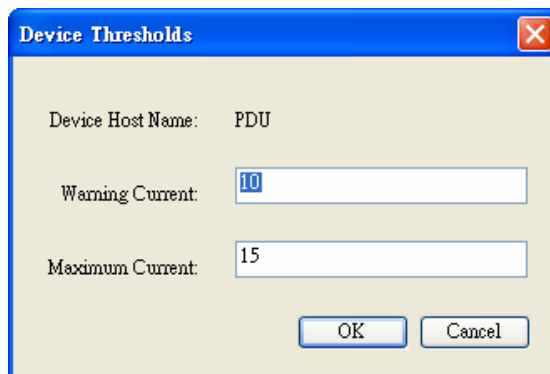 Device Thresholds
Device Host Name: PDU
Warning Current: 10
Maximum Current: 15
OK Cancel